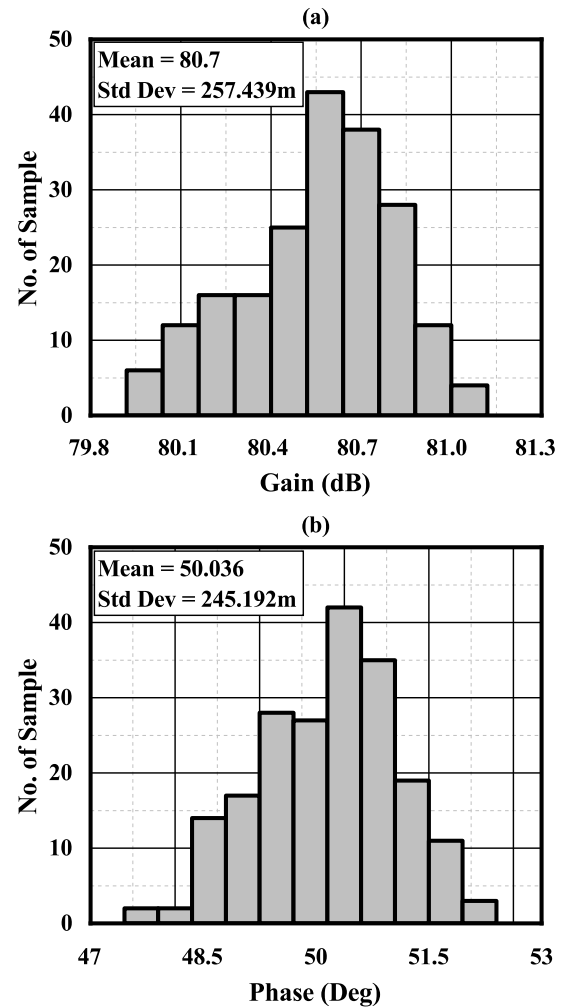 (a)
50
Mean = 80.7
Std Dev = 257.439m
40
30
20
10
0
No. of Sample
79.8 80.1 80.4 80.7 81.0 81.3
Gain (dB)
(b)
50
Mean = 50.036
Std Dev = 245.192m
40
30
20
10
0
No. of Sample
47 48.5 50 51.5 53
Phase (Deg)